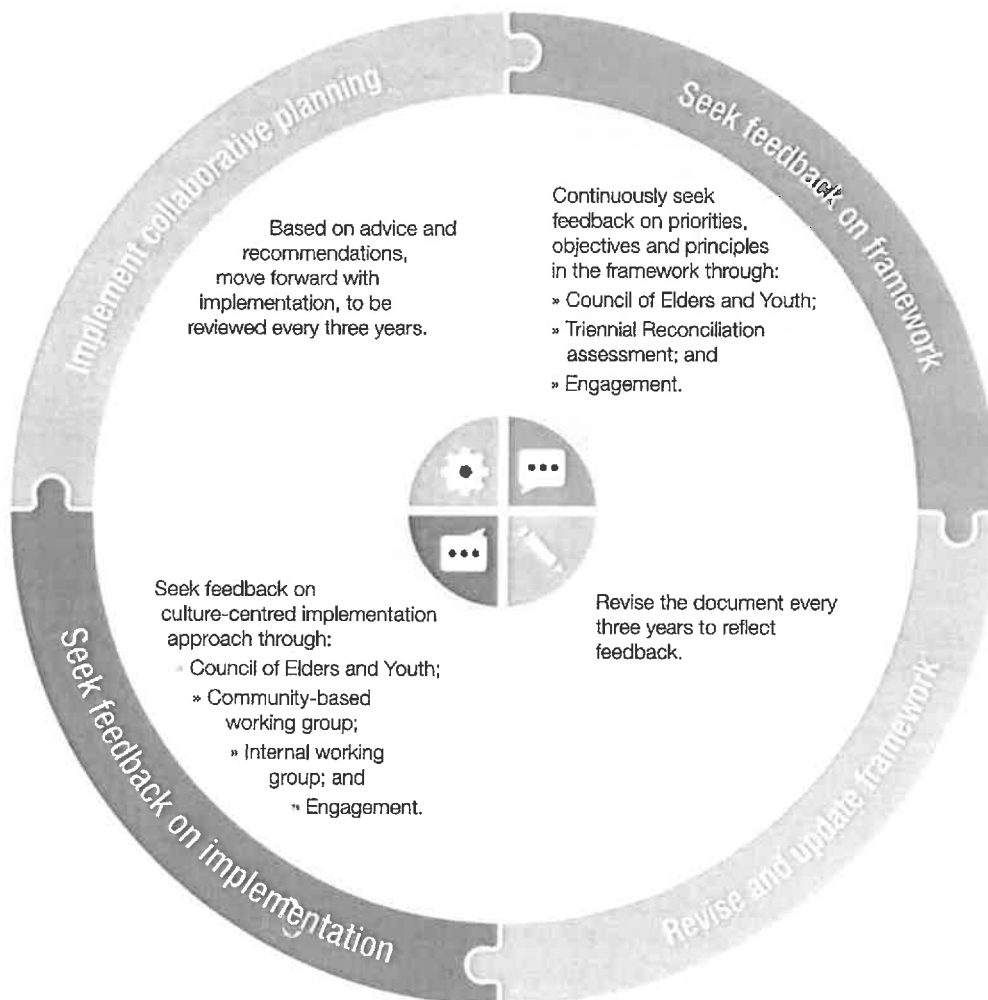 Implement collaborative planning
Based on advice and
recommendations,
move forward with
implementation, to be
reviewed every three years.
Seek feedback on framework
Continuously seek
feedback on priorities,
objectives and principles
in the framework through:
» Council of Elders and Youth;
» Triennial Reconciliation
assessment; and
» Engagement.
Revise and update framework
Revise the document every
three years to reflect
feedback.
Seek feedback on implementation
Seek feedback on
culture-centred implementation
approach through:
» Council of Elders and Youth;
» Community-based
working group;
» Internal working
group; and
» Engagement.